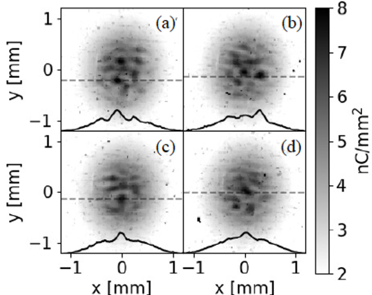 (a) (b)
1
0
−1
y [mm]
(c) (d)
1
0
−1
y [mm]
−1 0 1 −1 0 1
x [mm] x [mm]
8
7
6
5
4
3
2
nC/mm²